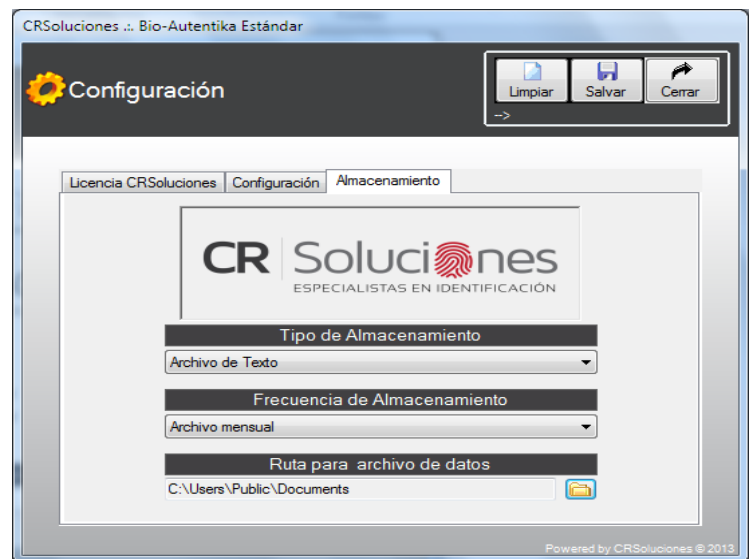 CRSoluciones .:. Bio-Autentika Estándar
Configuración
Limpiar Salvar Cerrar
-->
Licencia CRSoluciones Configuración Almacenamiento
CR Soluciones
ESPECIALISTAS EN IDENTIFICACIÓN
Tipo de Almacenamiento
Archivo de Texto
Frecuencia de Almacenamiento
Archivo mensual
Ruta para archivo de datos
C:\Users\Public\Documents
Powered by CRSoluciones © 2013